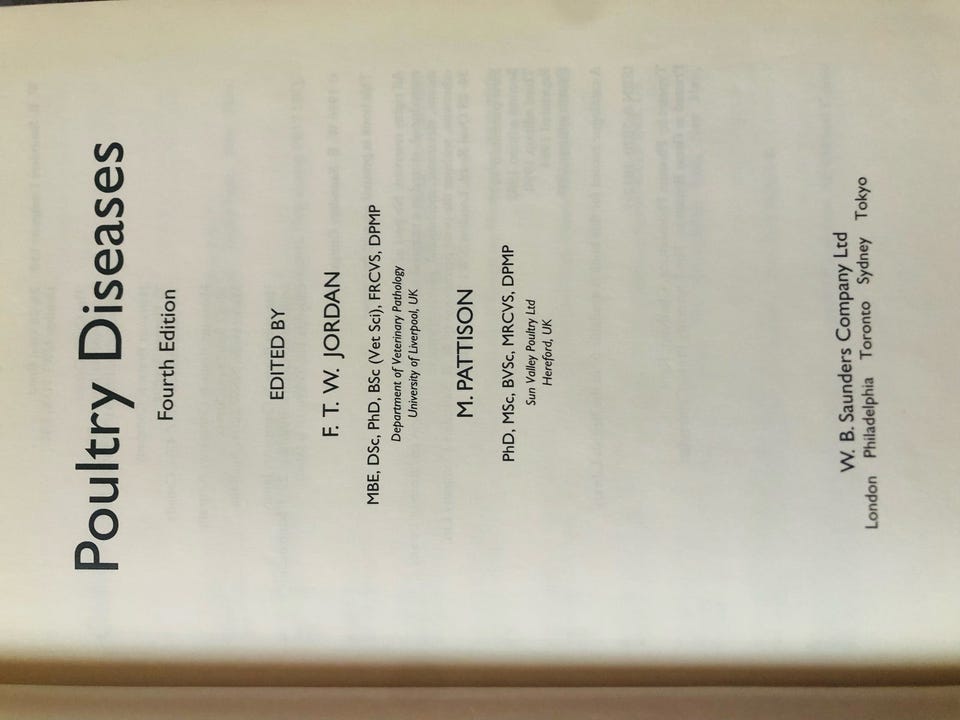 Poultry Diseases
Fourth Edition
EDITED BY
F. T. W. JORDAN
MBE, DSc, PhD, BSc (Vet Sci), FRCVS, DPMP
Department of Veterinary Pathology
University of Liverpool, UK
M. PATTISON
PhD, MSc, BVSc, MRCVS, DPMP
Sun Valley Poultry Ltd
Hereford, UK
W. B. Saunders Company Ltd
London Philadelphia Toronto Sydney Tokyo